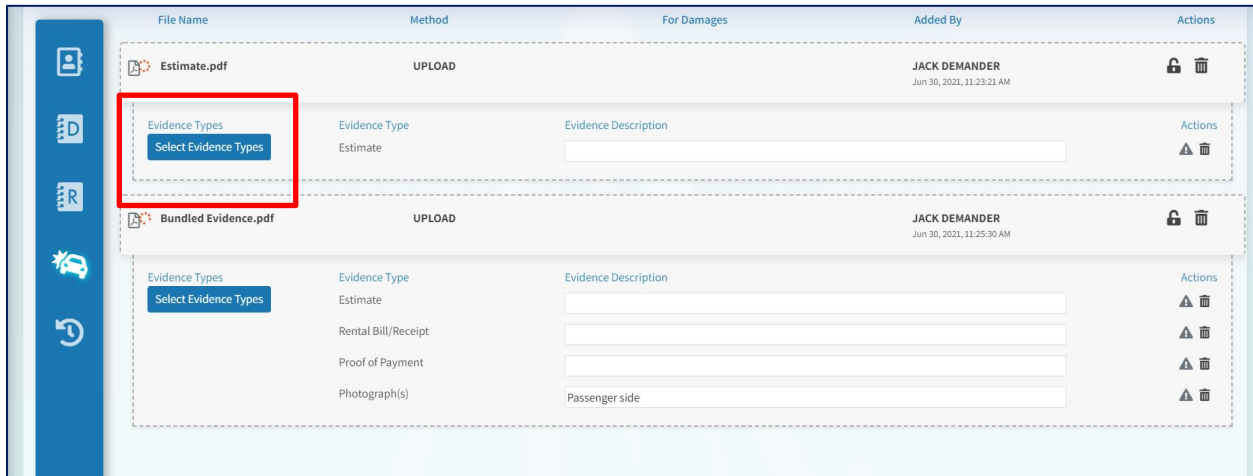 File Name Method For Damages Added By Actions
Estimate.pdf UPLOAD JACK DEMANDER
Jun 30, 2021, 11:23:21 AM
Evidence Types Evidence Type Evidence Description Actions
Select Evidence Types Estimate
Bundled Evidence.pdf UPLOAD JACK DEMANDER
Jun 30, 2021, 11:25:30 AM
Evidence Types Evidence Type Evidence Description Actions
Select Evidence Types Estimate
Rental Bill/Receipt
Proof of Payment
Photograph(s) Passenger side
D
R